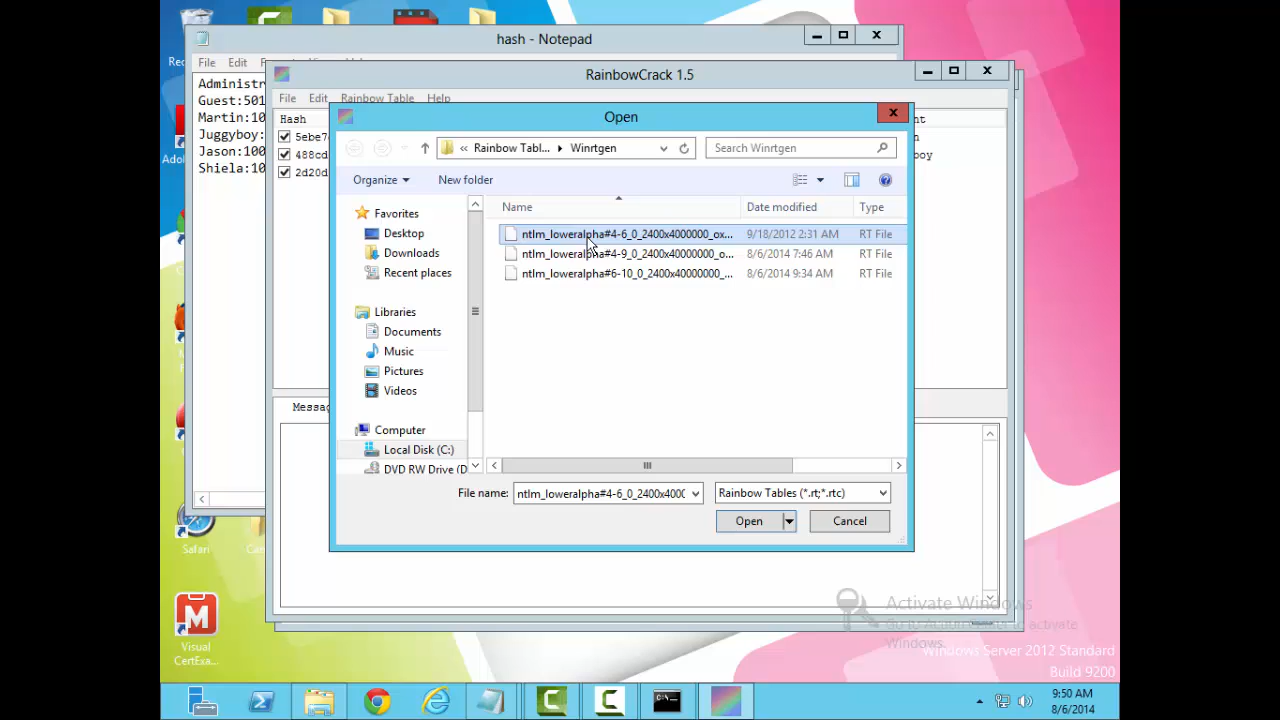 hash - Notepad
Rec
File Edit
RainbowCrack 1.5
Administr
Guest:501
Martin:10
Juggyboy:
Jason:100
Shiela:10
File Edit Rainbow Table Help
Hash
5ebe7
488cd
2d20d
Adol
Open
Rainbow Tabl... Winrtgen
Search Winrtgen
Organize New folder
Name Date modified Type
Favorites
Desktop
Downloads
Recent places
Libraries
Documents
Music
Pictures
Videos
Computer
Local Disk (C:)
DVD RW Drive (D
ntlm_loweralpha#4-6_0_2400x4000000_ox... 9/18/2012 2:31 AM RT File
ntlm_loweralpha#4-9_0_2400x40000000_o... 8/6/2014 7:46 AM RT File
ntlm_loweralpha#6-10_0_2400x40000000_... 8/6/2014 9:34 AM RT File
File name: ntlm_loweralpha#4-6_0_2400x4000
Rainbow Tables (*.rt;*.rtc)
Open Cancel
Messag
Safari
Visual
CertExa...
Activate Windows
Windows.
Windows Server 2012 Standard
Build 9200
9:50 AM
8/6/2014